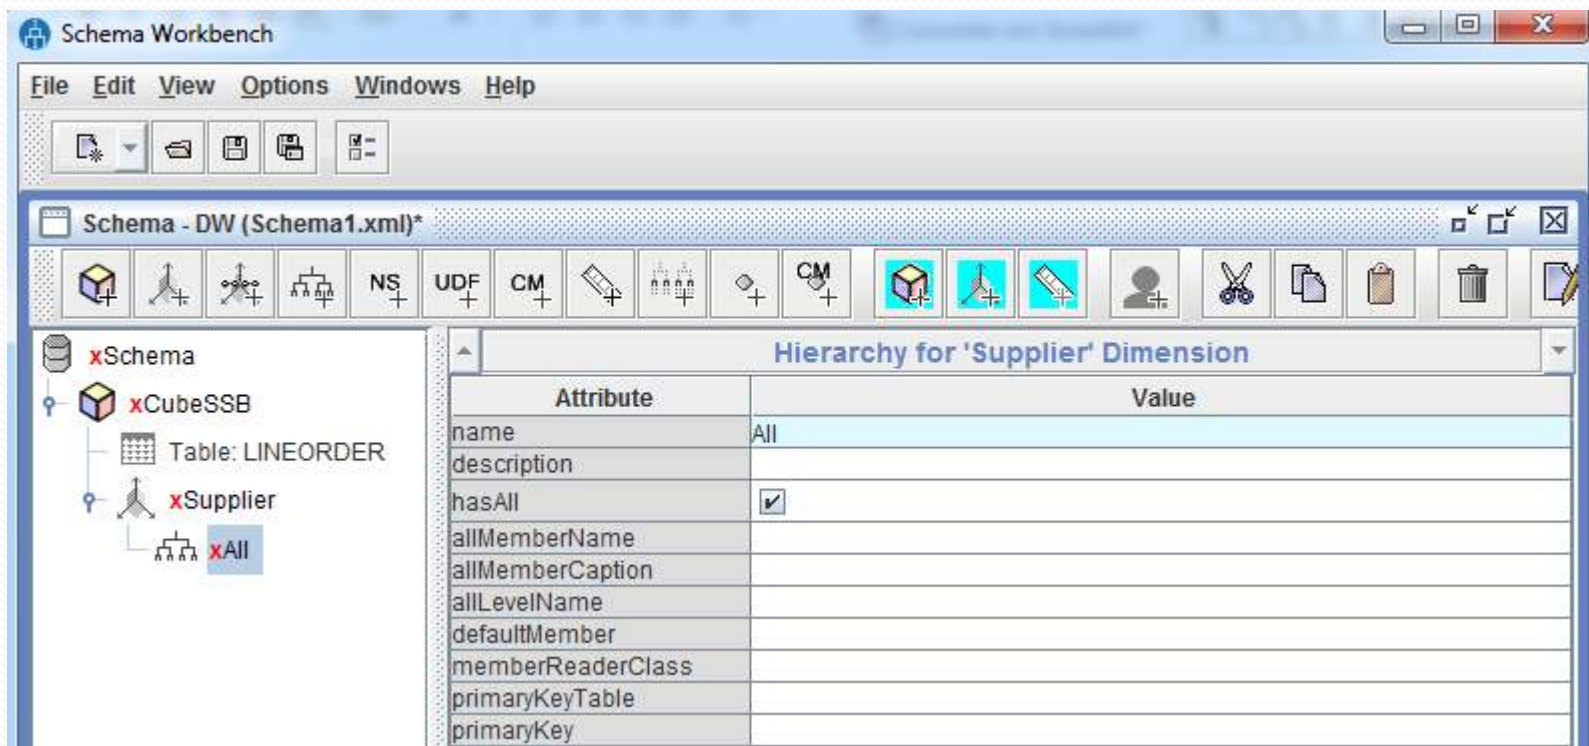 Schema Workbench
File Edit View Options Windows Help
Schema - DW (Schema1.xml)*
NS UDF CM CM
xSchema
xCubeSSB
Table: LINEORDER
xSupplier
xAll
Hierarchy for 'Supplier' Dimension
Attribute Value
name All
description
hasAll
allMemberName
allMemberCaption
allLevelName
defaultMember
memberReaderClass
primaryKeyTable
primaryKey